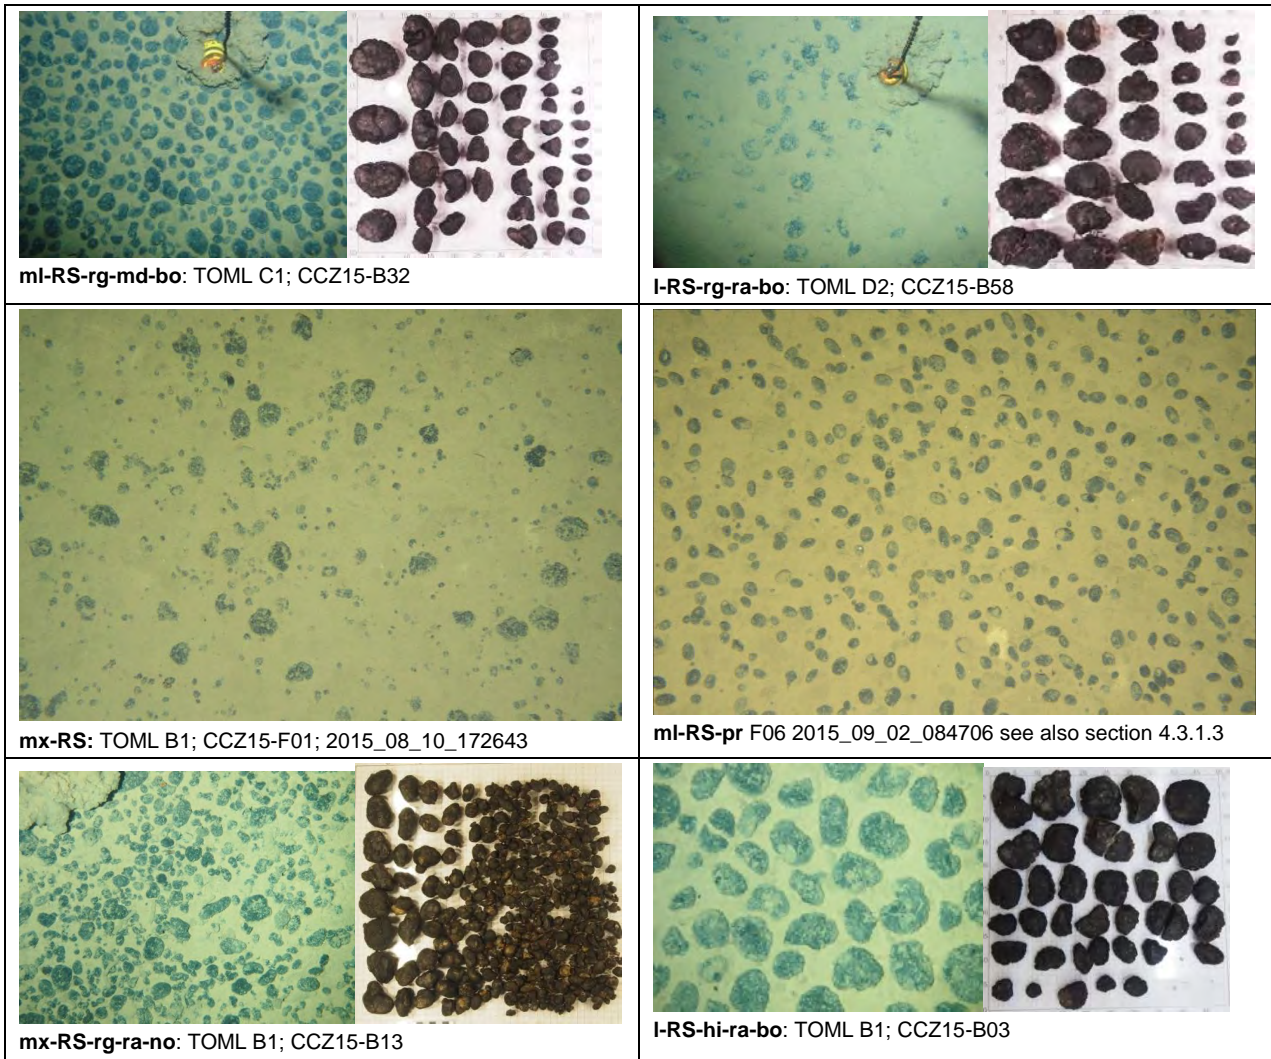 ml-RS-rg-md-bo: TOML C1; CCZ15-B32
l-RS-rg-ra-bo: TOML D2; CCZ15-B58
mx-RS: TOML B1; CCZ15-F01; 2015_08_10_172643
ml-RS-pr F06 2015_09_02_084706 see also section 4.3.1.3
mx-RS-rg-ra-no: TOML B1; CCZ15-B13
l-RS-hi-ra-bo: TOML B1; CCZ15-B03